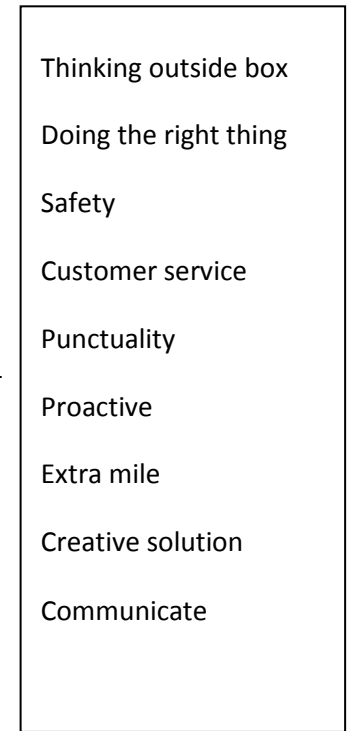 Thinking outside box
Doing the right thing
Safety
Customer service
Punctuality
Proactive
Extra mile
Creative solution
Communicate